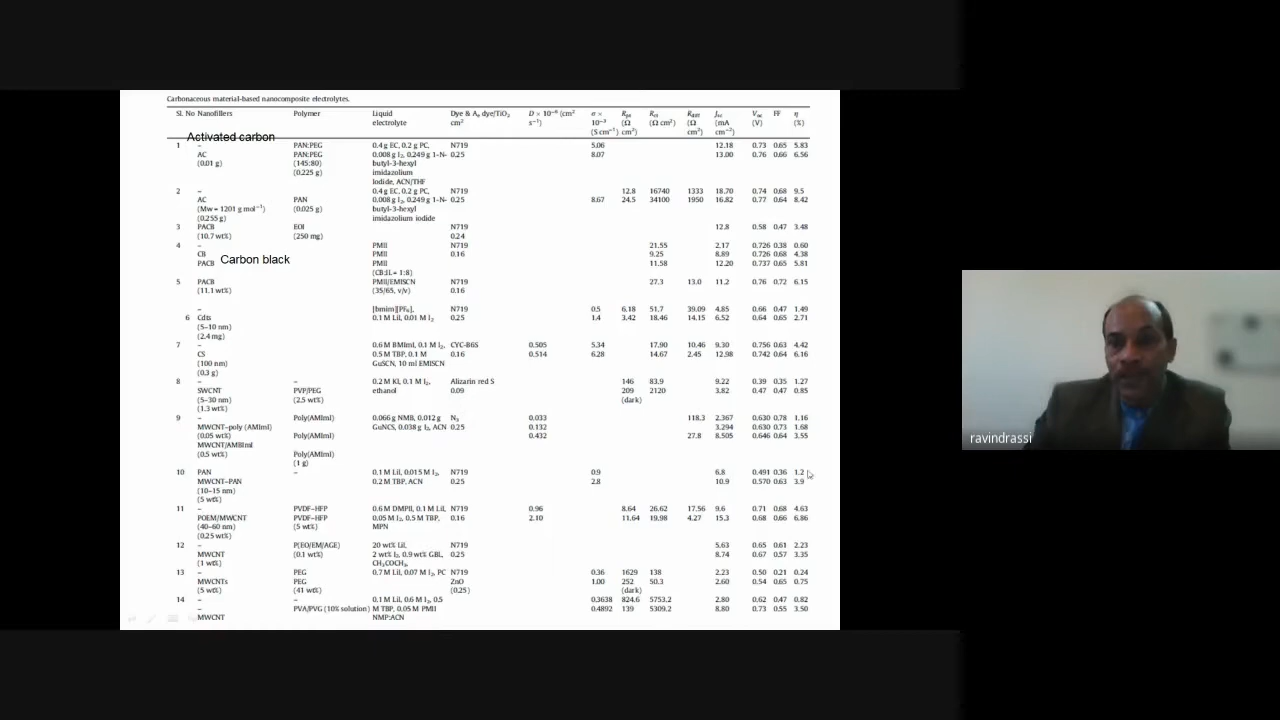 Carbonaceous material-based nanocomposite electrolytes.
Sl. No Nanofillers Polymer Liquid electrolyte Dye & A, dye/TiO₂ cm² D × 10⁻⁶ (cm² s⁻¹) σ × 10⁻³ (S cm⁻¹) Rpt (Ω cm²) Rct (Ω cm²) Rdiff (Ω cm²) Jsc (mA cm⁻²) Voc (V) FF η (%)
Activated carbon
1 – PAN:PEG 0.4 g EC, 0.2 g PC, N719 5.06 12.18 0.73 0.65 5.83
AC PAN:PEG 0.008 g I₂, 0.249 g 1-N- 0.25 8.07 13.00 0.76 0.66 6.56
(0.01 g) (145:80) butyl-3-hexyl
(0.225 g) imidazolium
Iodide, ACN/THF
2 – 0.4 g EC, 0.2 g PC, N719 12.8 16740 1333 18.70 0.74 0.68 9.5
AC PAN 0.008 g I₂, 0.249 g 1-N- 0.25 8.67 24.5 34100 1950 16.82 0.77 0.64 8.42
(Mw = 1201 g mol⁻¹) (0.025 g) butyl-3-hexyl
(0.255 g) imidazolium iodide
3 PACB EOI N719 12.8 0.58 0.47 3.48
(10.7 wt%) (250 mg) 0.24
4 – PMII N719 21.55 2.17 0.726 0.38 0.60
CB PMII 0.16 9.25 8.89 0.726 0.68 4.38
PACB Carbon black PMII 11.58 12.20 0.737 0.65 5.81
(CB:IL = 1:8)
5 PACB PMII/EMISCN N719 27.3 13.0 11.2 0.76 0.72 6.15
(11.1 wt%) (35/65, v/v) 0.16
– [bmim][PF₆], N719 0.5 6.18 51.7 39.09 4.85 0.66 0.47 1.49
6 Cdts 0.1 M LiI, 0.01 M I₂ 0.25 1.4 3.42 18.46 14.15 6.52 0.64 0.65 2.71
(5–10 nm)
(2.4 mg)
7 – 0.6 M BMImI, 0.1 M I₂, CYC-B6S 0.505 5.34 17.90 10.46 9.30 0.756 0.63 4.42
CS 0.5 M TBP, 0.1 M 0.16 0.514 6.28 14.67 2.45 12.98 0.742 0.64 6.16
(100 nm) GuSCN, 10 ml EMISCN
(0.3 g)
8 – – 0.2 M KI, 0.1 M I₂, Alizarin red S 146 83.9 9.22 0.39 0.35 1.27
SWCNT PVP/PEG ethanol 0.09 209 2120 3.82 0.47 0.47 0.85
(5–30 nm) (2.5 wt%) (dark)
(1.3 wt%)
9 – Poly(AMImI) 0.066 g NMB, 0.012 g N₃ 0.033 118.3 2.367 0.630 0.78 1.16
MWCNT-poly (AMImI) GuNCS, 0.038 g I₂, ACN 0.25 0.132 3.294 0.630 0.73 1.68
(0.05 wt%) Poly(AMImI) 0.432 27.8 8.505 0.646 0.64 3.55
MWCNT/AMBImI
(0.5 wt%) Poly(AMImI)
(1 g)
10 PAN – 0.1 M LiI, 0.015 M I₂, N719 0.9 6.8 0.491 0.36 1.2
MWCNT–PAN 0.2 M TBP, ACN 0.25 2.8 10.9 0.570 0.63 3.9
(10–15 nm)
(5 wt%)
11 – PVDF-HFP 0.6 M DMPII, 0.1 M LiI, N719 0.96 8.64 26.62 17.56 9.6 0.71 0.68 4.63
POEM/MWCNT PVDF-HFP 0.05 M I₂, 0.5 M TBP, 0.16 2.10 11.64 19.98 4.27 15.3 0.68 0.66 6.86
(40–60 nm) (5 wt%) MPN
(0.25 wt%)
12 – P(EO/EM/AGE) 20 wt% LiI, 5.63 0.65 0.61 2.23
MWCNT (0.1 wt%) 2 wt% I₂, 0.9 wt% GBL, 0.25 8.74 0.67 0.57 3.35
(1 wt%) CH₃COCH₃,
13 – PEG 0.7 M LiI, 0.07 M I₂, PC N719 0.36 1629 138 2.23 0.50 0.21 0.24
MWCNTs PEG ZnO 1.00 252 50.3 2.60 0.54 0.65 0.75
(5 wt%) (41 wt%) (0.25) (dark)
14 – – 0.1 M LiI, 0.6 M I₂, 0.5 0.3638 824.6 5753.2 2.80 0.62 0.47 0.82
– PVA/PVG (10% solution) M TBP, 0.05 M PMII 0.4892 139 5309.2 8.80 0.73 0.55 3.50
MWCNT NMP:ACN
ravindrassi